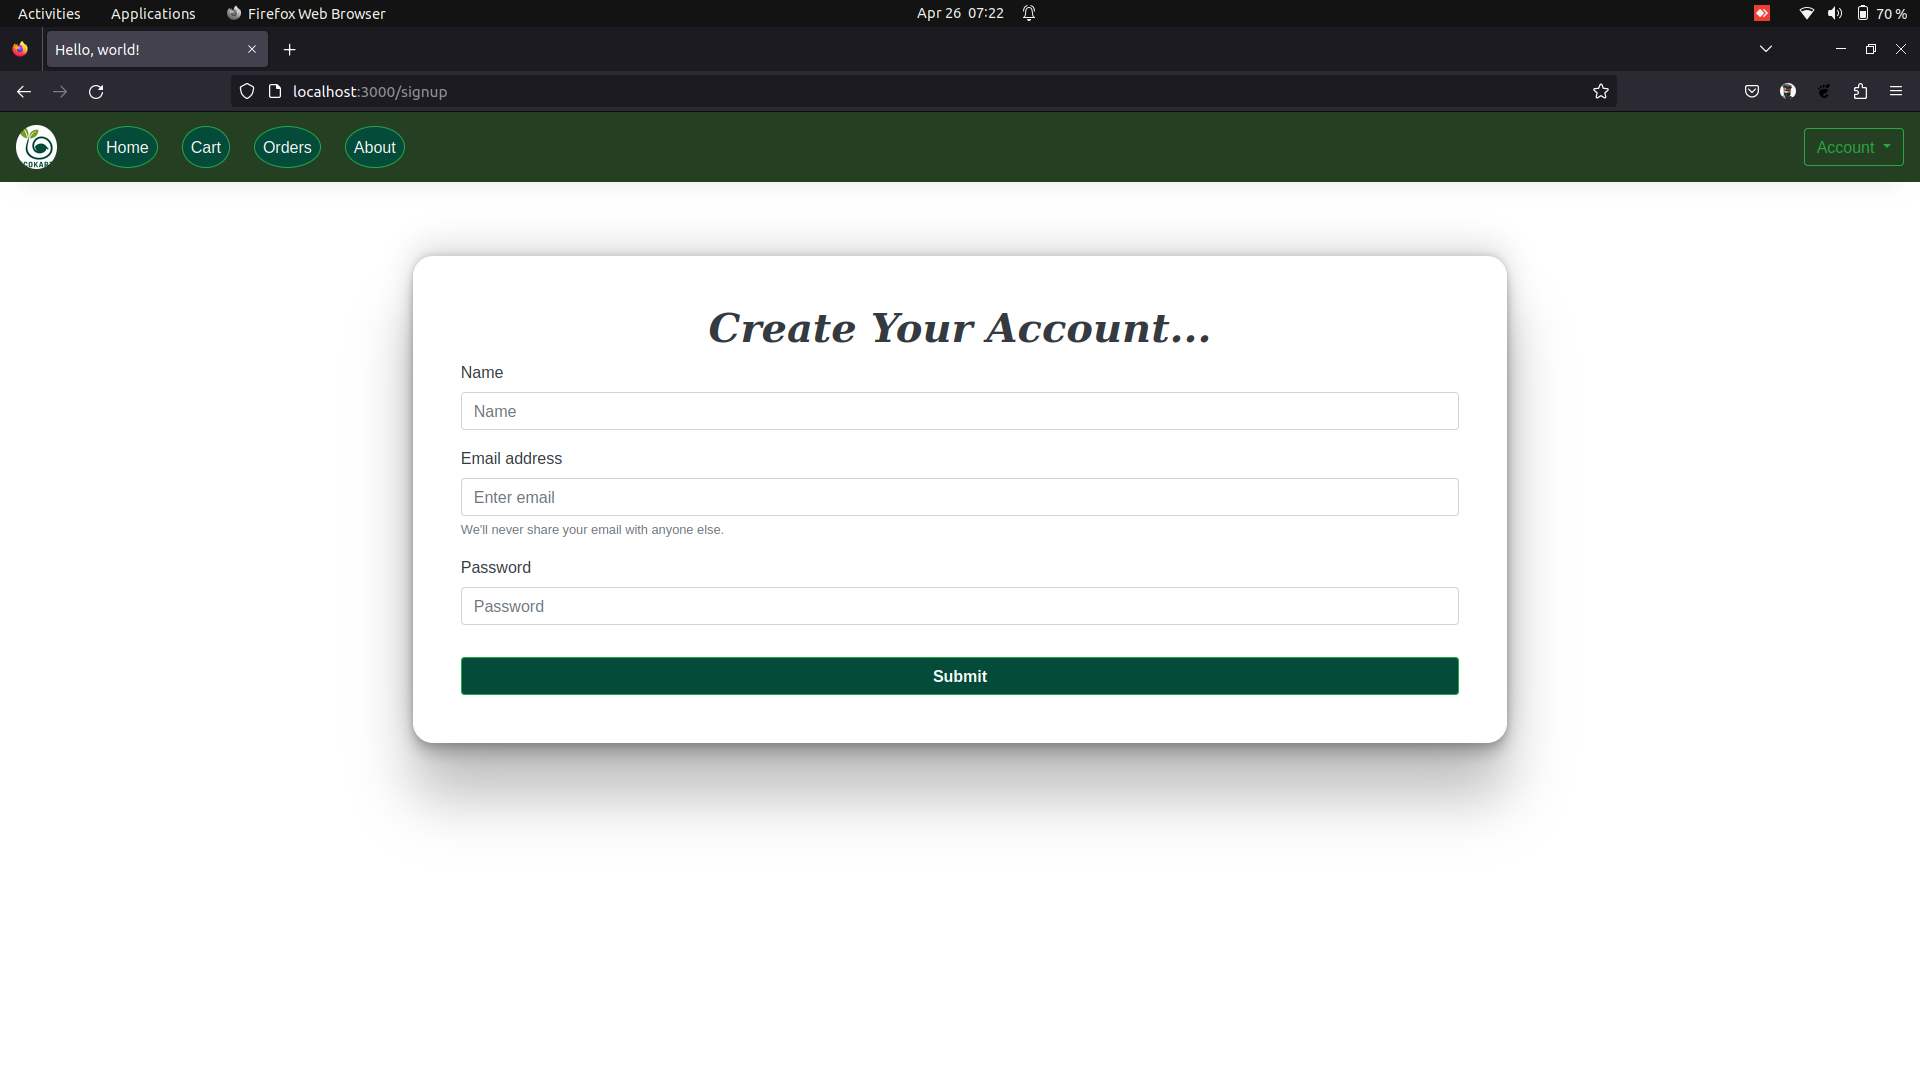 Activities Applications Firefox Web Browser Apr 26 07:22 70 %
Hello, world!
localhost:3000/signup
Home Cart Orders About Account
Create Your Account...
Name
Name
Email address
Enter email
We'll never share your email with anyone else.
Password
Password
Submit